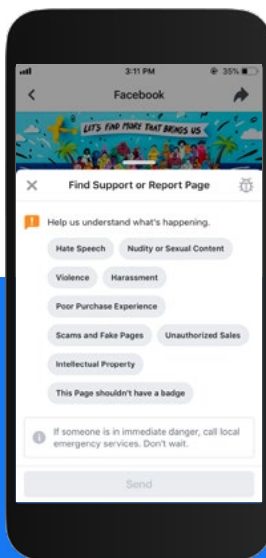 3:11 PM
35%
Facebook
LET'S FIND MORE THAT BRINGS US
Find Support or Report Page
Help us understand what's happening.
Hate Speech
Nudity or Sexual Content
Violence
Harassment
Poor Purchase Experience
Scams and Fake Pages
Unauthorized Sales
Intellectual Property
This Page shouldn't have a badge
If someone is in immediate danger, call local
emergency services. Don't wait.
Send